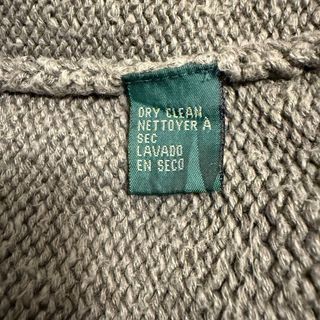 DRY CLEAN
NETTOYER A
SEC
LAVADO
EN SECO